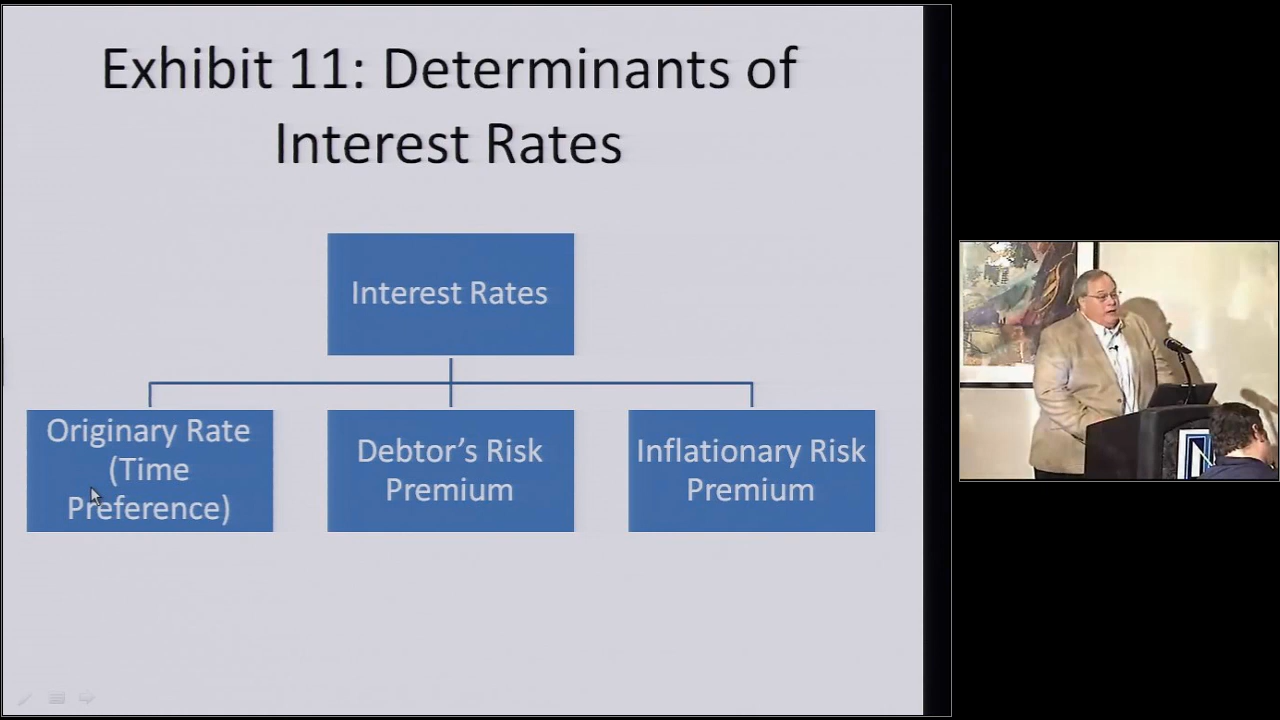 Exhibit 11: Determinants of
Interest Rates
Interest Rates
Originary Rate
(Time
Preference)
Debtor's Risk
Premium
Inflationary Risk
Premium